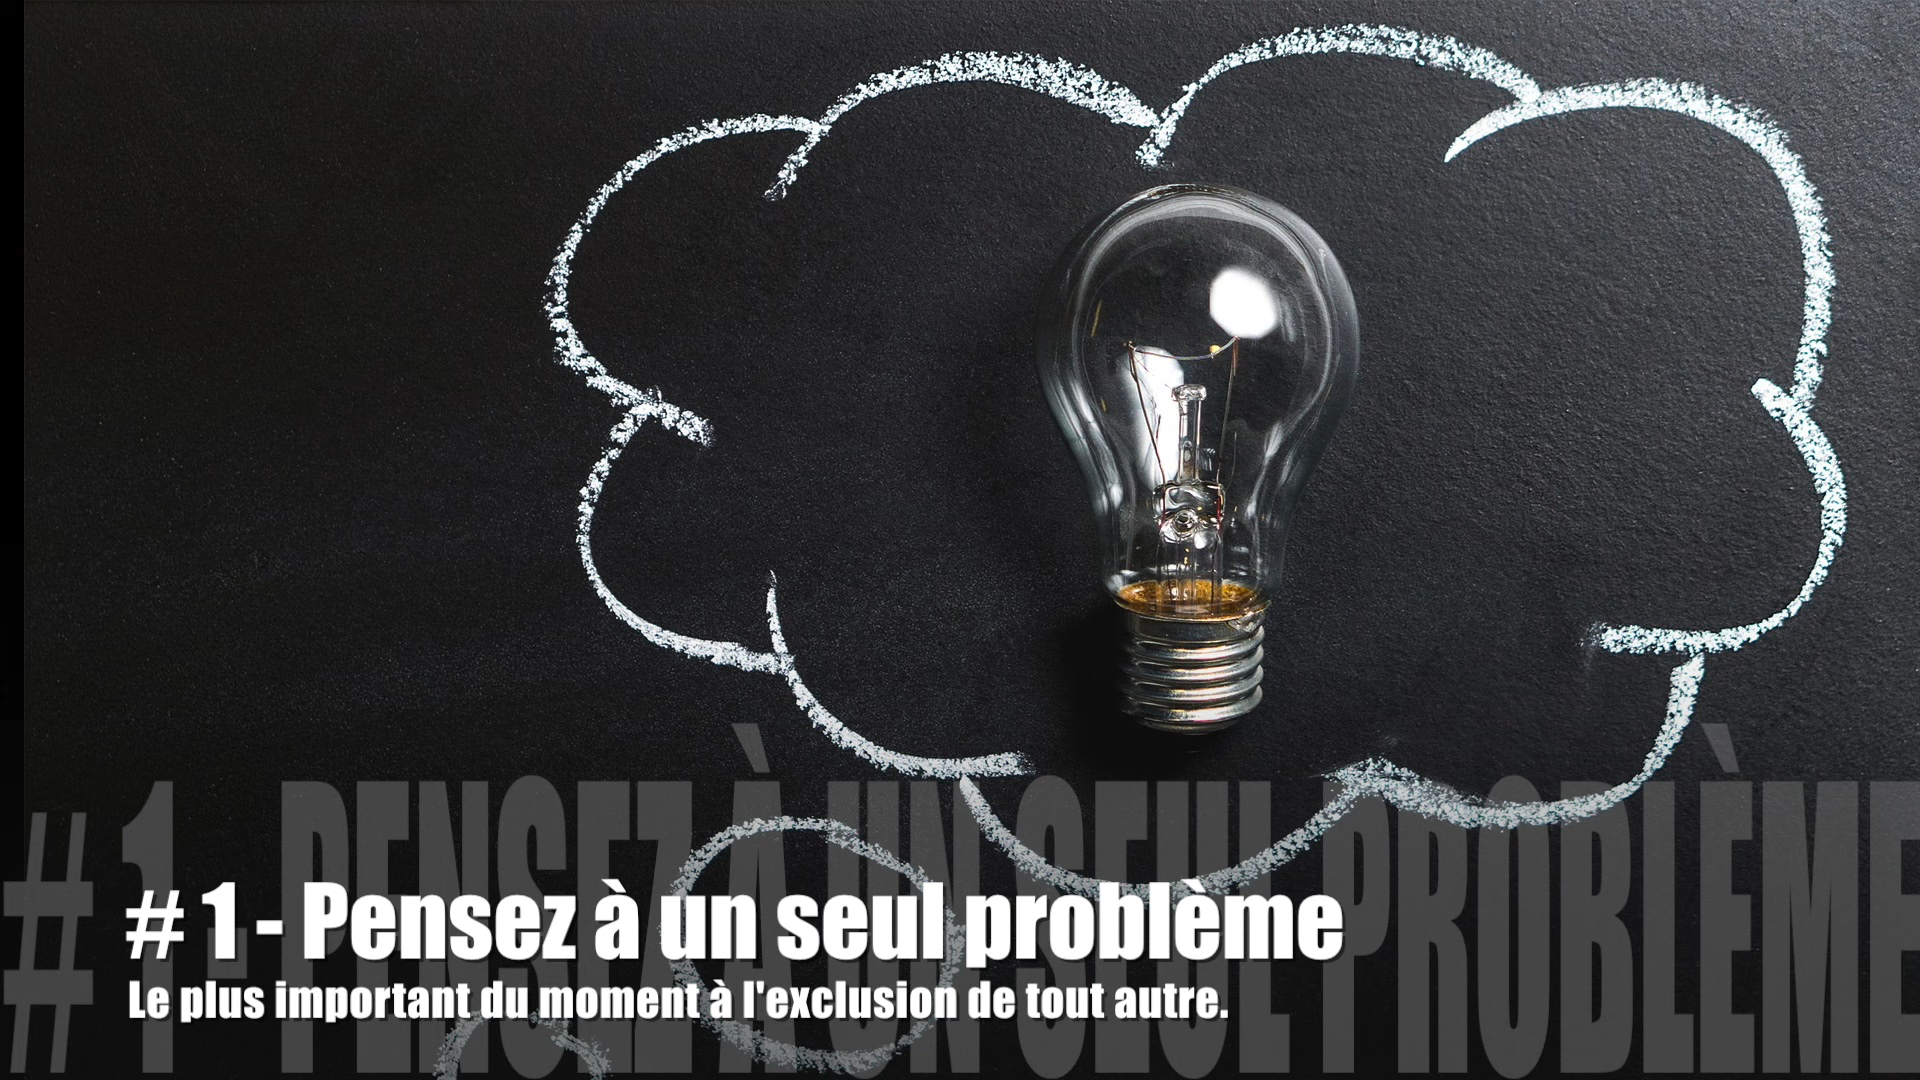 # 1 - PENSEZ À UN SEUL PROBLÈME
# 1 - Pensez à un seul problème
Le plus important du moment à l'exclusion de tout autre.